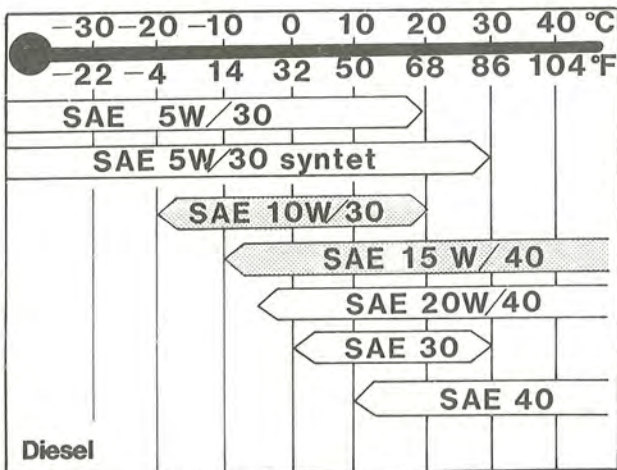 −30 −20 −10 0 10 20 30 40 °C
−22 −4 14 32 50 68 86 104°F
SAE 5W/30
SAE 5W/30 syntet
SAE 10W/30
SAE 15 W/40
SAE 20W/40
SAE 30
SAE 40
Diesel